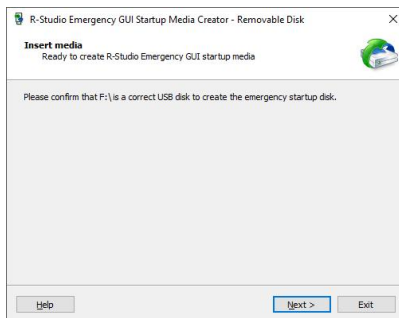 R-Studio Emergency GUI Startup Media Creator - Removable Disk
Insert media
Ready to create R-Studio Emergency GUI startup media
Please confirm that F:\ is a correct USB disk to create the emergency startup disk.
Help
Next >
Exit